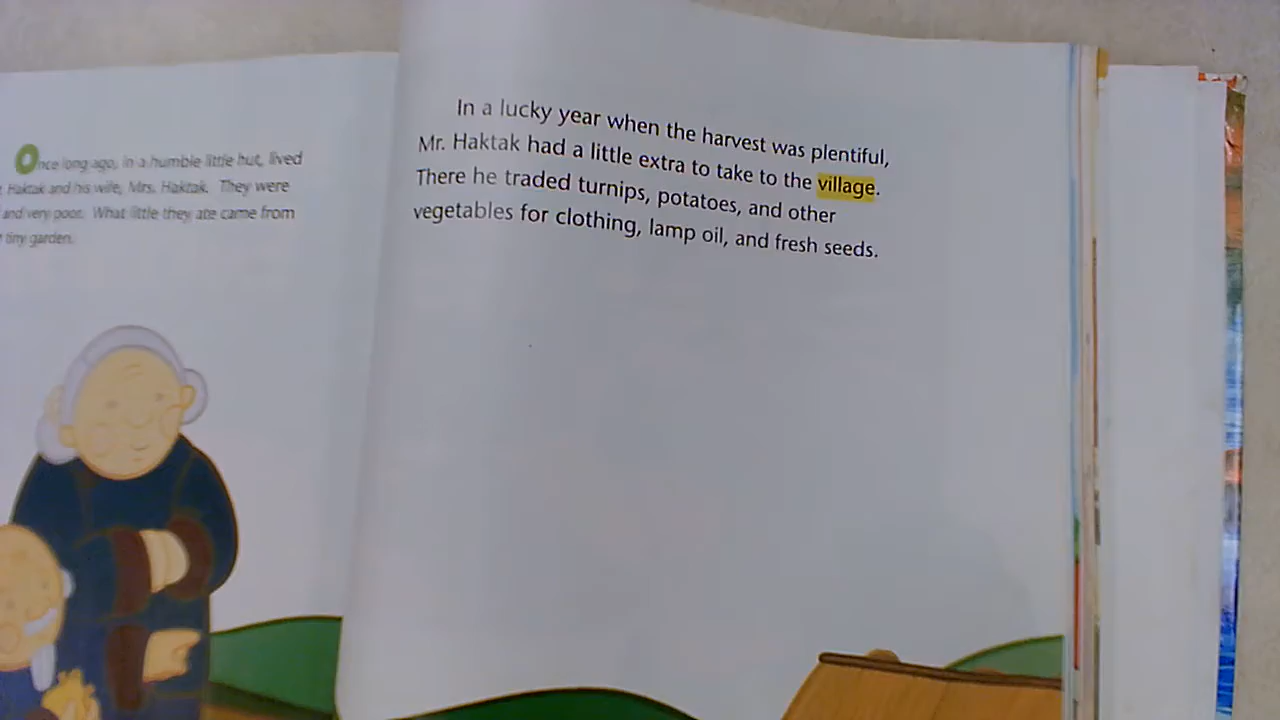 Once long ago, in a humble little hut, lived
Haktak and his wife, Mrs. Haktak. They were
and very poor. What little they ate came from
tiny garden.
In a lucky year when the harvest was plentiful,
Mr. Haktak had a little extra to take to the village.
There he traded turnips, potatoes, and other
vegetables for clothing, lamp oil, and fresh seeds.